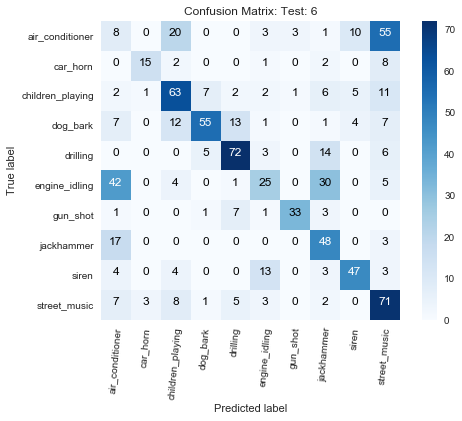 Confusion Matrix: Test: 6
True label
air_conditioner 8 0 20 0 0 3 3 1 10 55
car_horn 0 15 2 0 0 1 0 2 0 8
children_playing 2 1 63 7 2 2 1 6 5 11
dog_bark 7 0 12 55 13 1 0 1 4 7
drilling 0 0 0 5 72 3 0 14 0 6
engine_idling 42 0 4 0 1 25 0 30 0 5
gun_shot 1 0 0 1 7 1 33 3 0 0
jackhammer 17 0 0 0 0 0 0 48 0 3
siren 4 0 4 0 0 13 0 3 47 3
street_music 7 3 8 1 5 3 0 2 0 71
air_conditioner car_horn children_playing dog_bark drilling engine_idling gun_shot jackhammer siren street_music
Predicted label
70
60
50
40
30
20
10
0